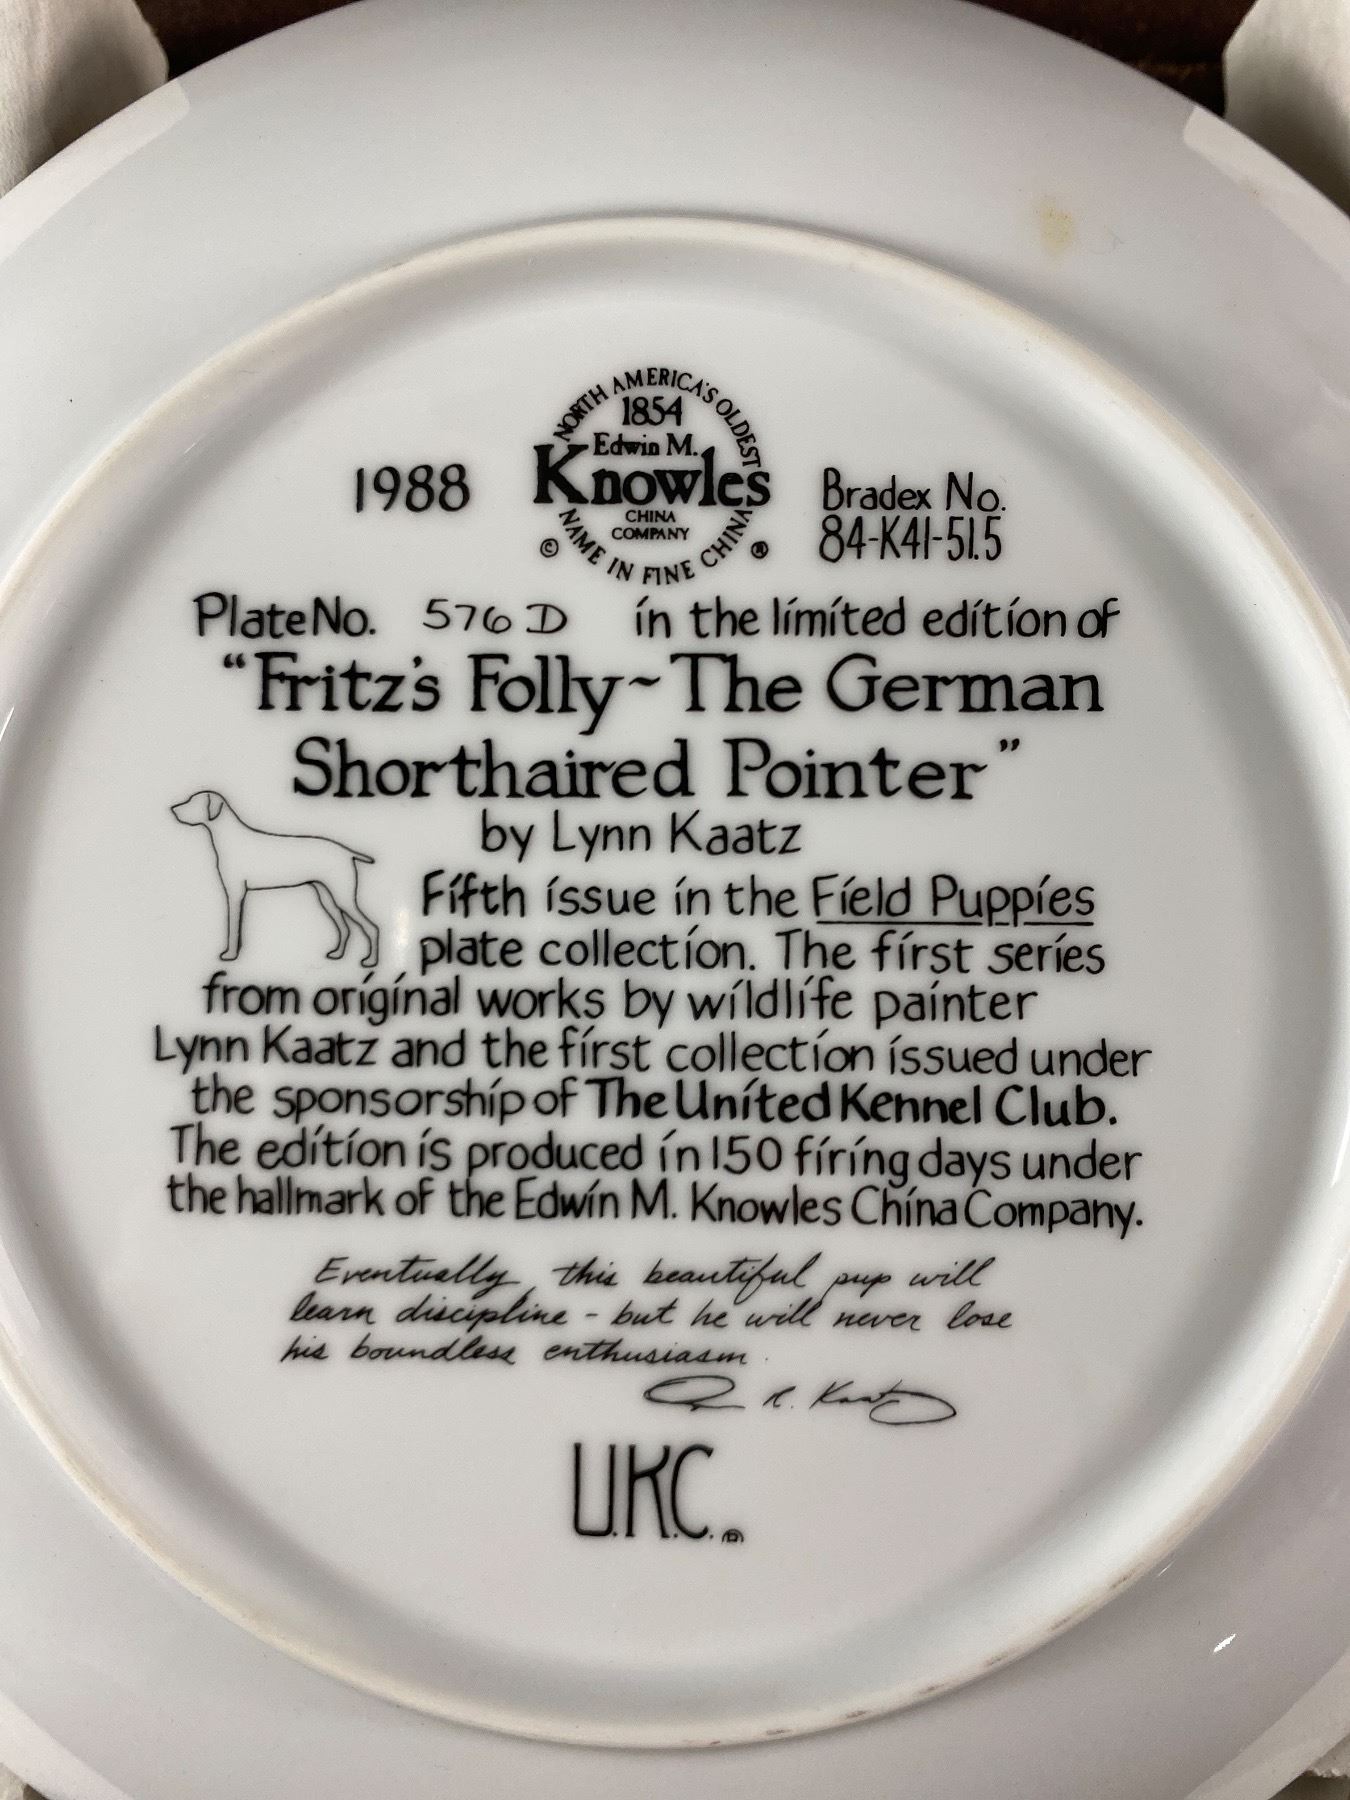 NORTH AMERICA'S OLDEST
1854
Edwin M.
Knowles
CHINA
COMPANY
NAME IN FINE CHINA
© ®
1988
Bradex No.
84-K41-51.5
Plate No. 576 D in the limited edition of
"Fritz's Folly ~ The German
Shorthaired Pointer"
by Lynn Kaatz
Fifth issue in the Field Puppies
plate collection. The first series
from original works by wildlife painter
Lynn Kaatz and the first collection issued under
the sponsorship of The United Kennel Club.
The edition is produced in 150 firing days under
the hallmark of the Edwin M. Knowles China Company.
Eventually, this beautiful pup will
learn discipline - but he will never lose
his boundless enthusiasm.
R. Kaatz
U.K.C.®